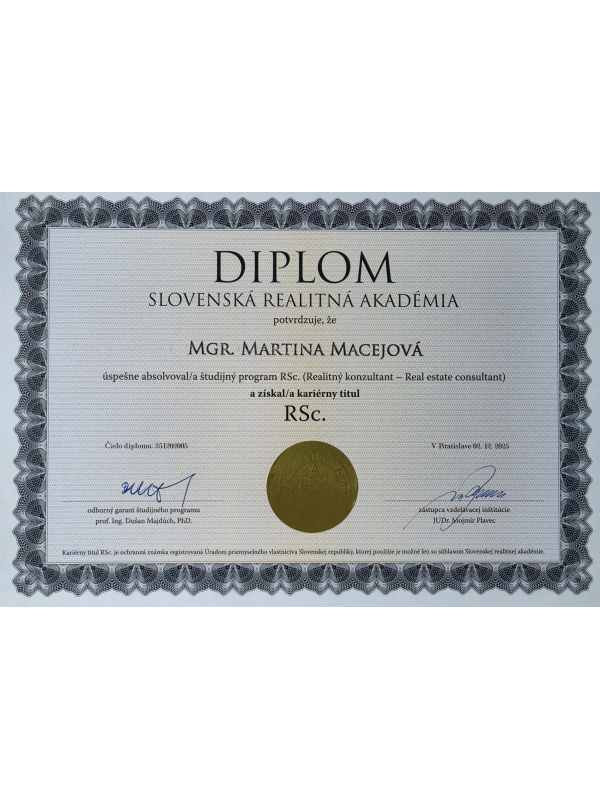 DIPLOM
SLOVENSKÁ REALITNÁ AKADÉMIA
potvrdzuje, že
MGR. MARTINA MACEJOVÁ
úspešne absolvoval/a študijný program RSc. (Realitný konzultant – Real estate consultant)
a získal/a kariérny titul
RSc.
Číslo diplomu: 251202005
V Bratislave 02. 12. 2025
odborný garant študijného programu
prof. Ing. Dušan Majdúch, PhD.
zástupca vzdelávacej inštitúcie
JUDr. Mojmír Plavec
Kariérny titul RSc. je ochranná známka registrovaná Úradom priemyselného vlastníctva Slovenskej republiky, ktorej použitie je možné len so súhlasom Slovenskej realitnej akadémie.